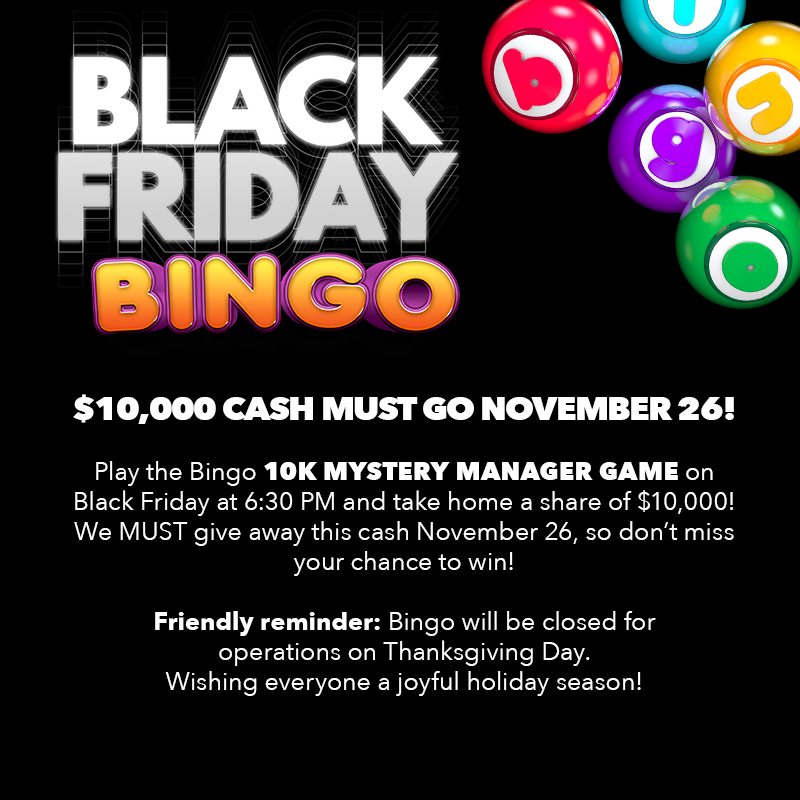 BLACK
FRIDAY
BINGO
b
i
n
g
o
$10,000 CASH MUST GO NOVEMBER 26!
Play the Bingo 10K MYSTERY MANAGER GAME on
Black Friday at 6:30 PM and take home a share of $10,000!
We MUST give away this cash November 26, so don’t miss
your chance to win!
Friendly reminder: Bingo will be closed for
operations on Thanksgiving Day.
Wishing everyone a joyful holiday season!